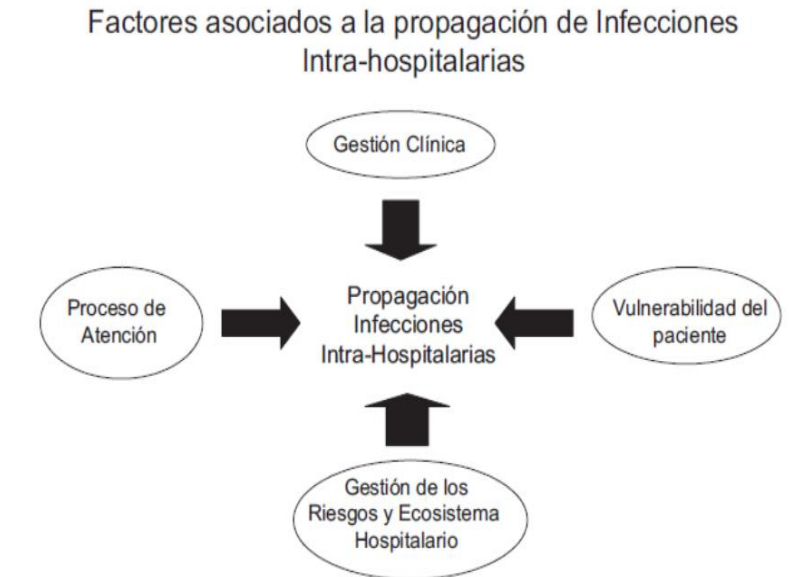 Factores asociados a la propagación de Infecciones
Intra-hospitalarias
Gestión Clínica
Proceso de
Atención
Propagación
Infecciones
Intra-Hospitalarias
Vulnerabilidad del
paciente
Gestión de los
Riesgos y Ecosistema
Hospitalario